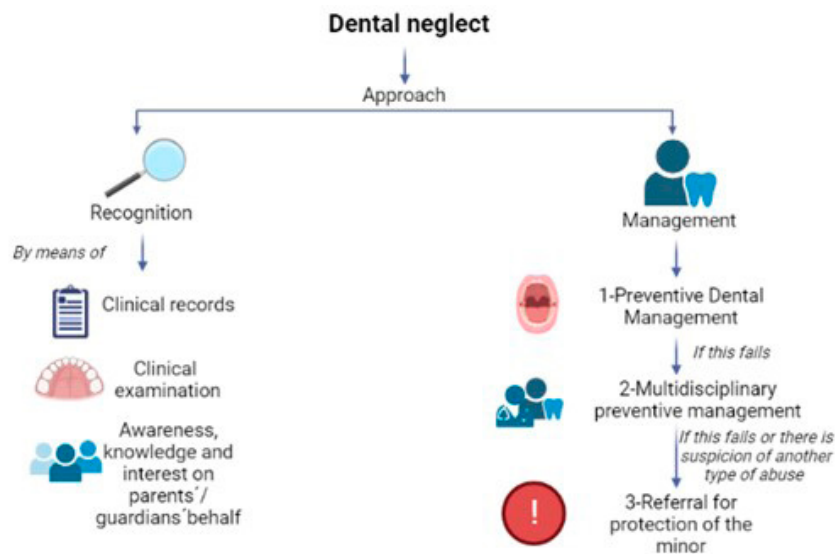 Dental neglect
Approach
Recognition
By means of
Clinical records
Clinical
examination
Awareness,
knowledge and
interest on
parents´/
guardians´behalf
Management
1-Preventive Dental
Management
If this fails
2-Multidisciplinary
preventive management
If this fails or there is
suspicion of another
type of abuse
!
3-Referral for
protection of the
minor